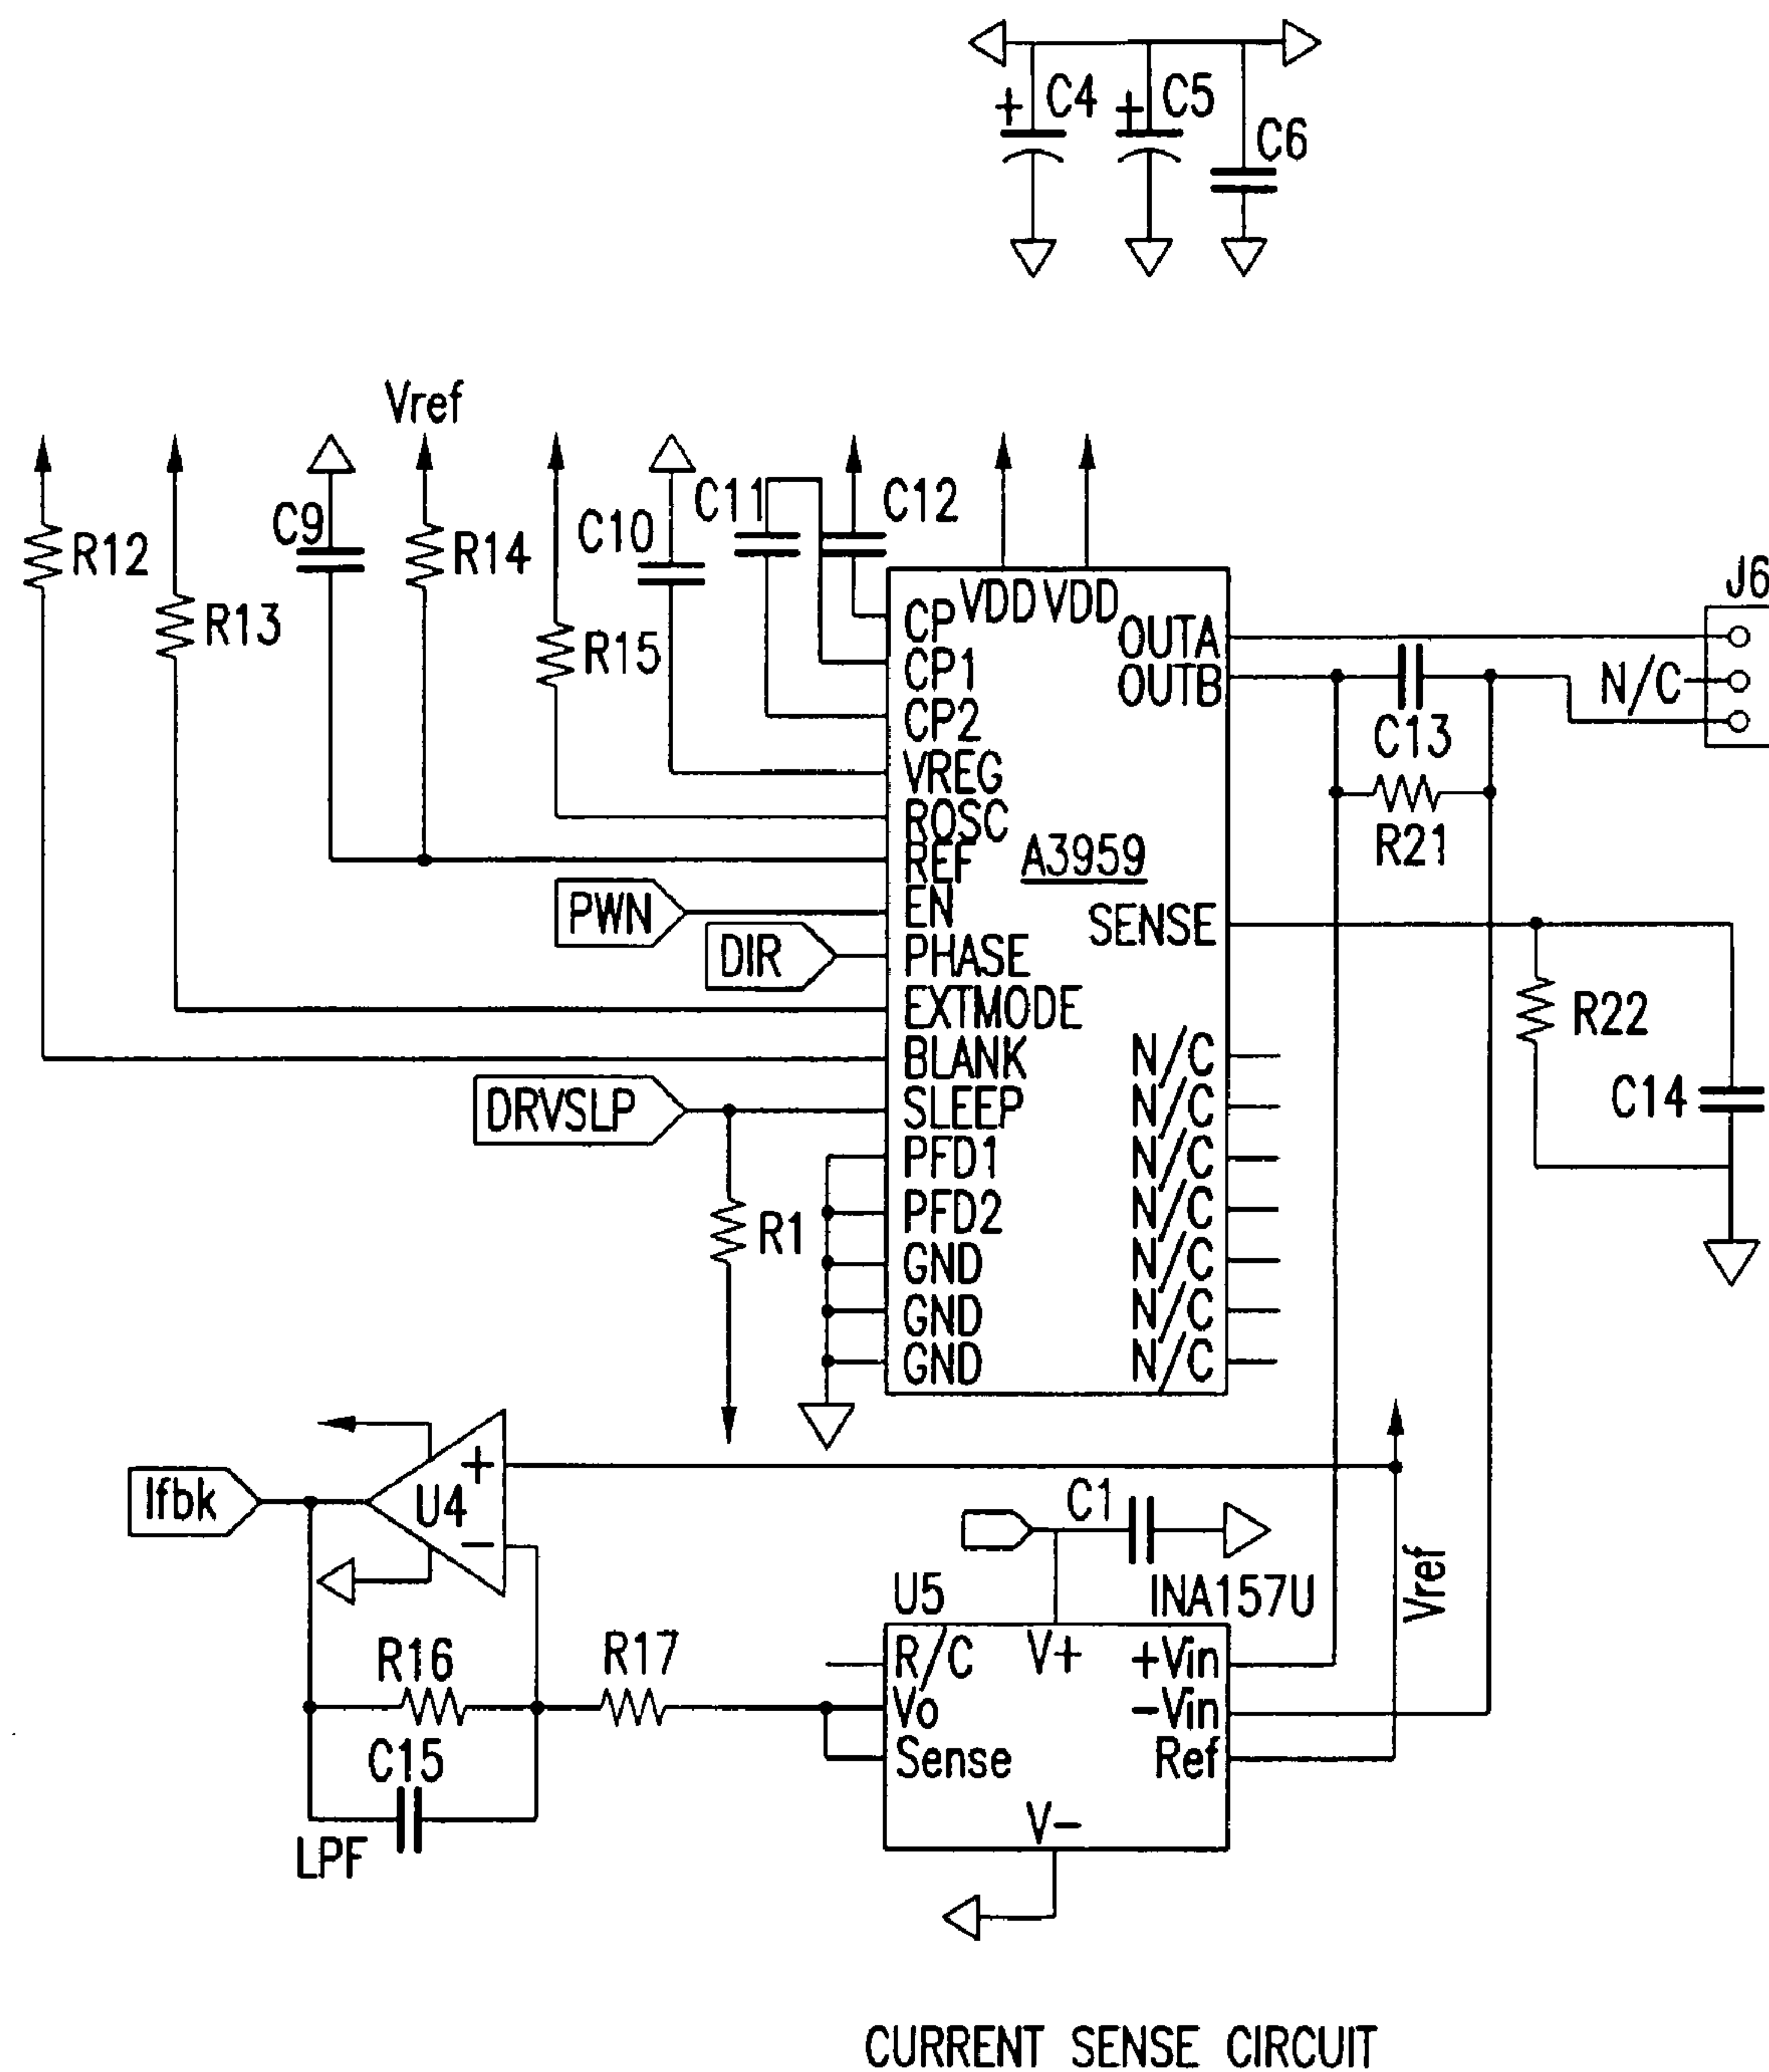 + C4 + C5
C6
Vref
R12
R13
C9
R14
R15
C10
C11
C12
J6
CP
CP1
CP2
VREG
ROSC
REF
EN
PHASE
EXTMODE
BLANK
SLEEP
PFD1
PFD2
GND
GND
GND
VDD VDD
OUTA
OUTB
A3959
SENSE
N/C
N/C
N/C
N/C
N/C
N/C
N/C
N/C
C13
R21
R22
C14
PWN
DIR
DRVSLP
R1
Ifbk
+
U4
-
R16
C15
LPF
R17
C1
Vref
U5
INA157U
R/C
Vo
Sense
V+
+Vin
-Vin
Ref
V-
CURRENT SENSE CIRCUIT